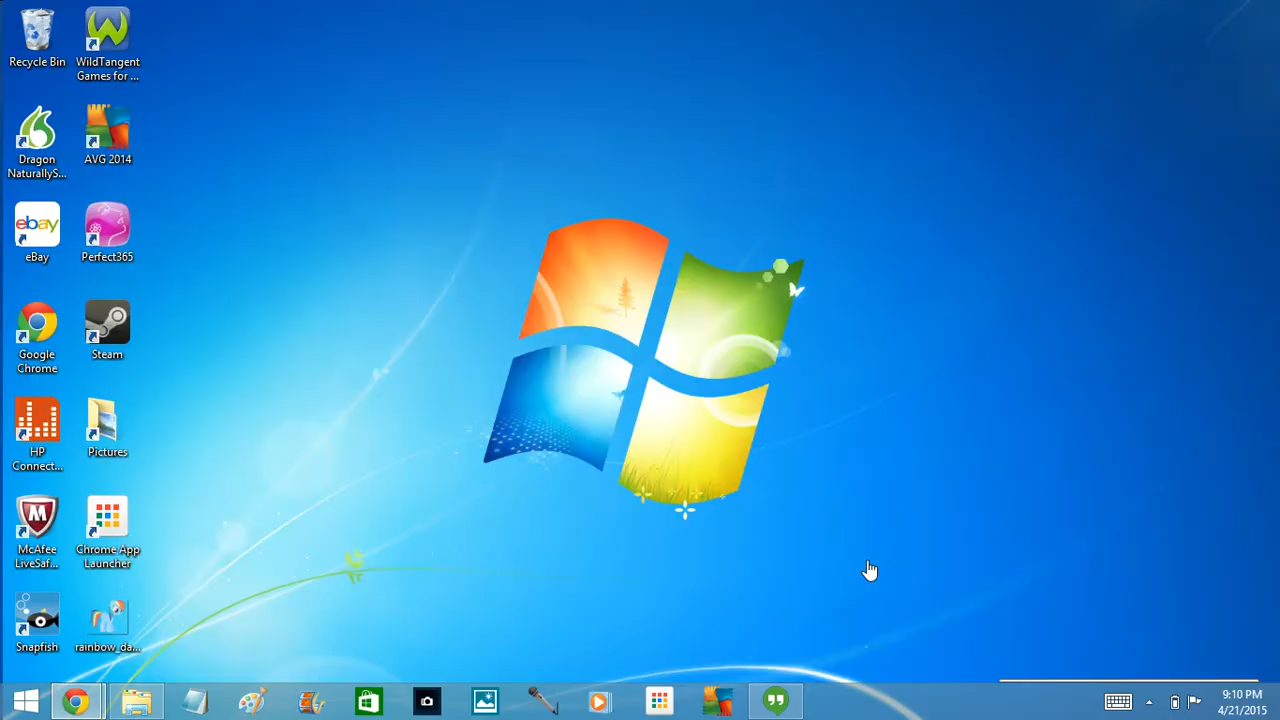 Recycle Bin
WildTangent
Games for ...
Dragon
NaturallyS...
AVG 2014
ebay
eBay
Perfect365
Google
Chrome
Steam
HP
Connect...
Pictures
McAfee
LiveSaf...
Chrome App
Launcher
Snapfish
rainbow_da...
9:10 PM
4/21/2015